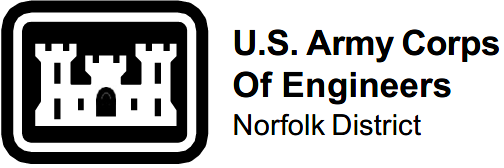 U.S. Army Corps
Of Engineers
Norfolk District